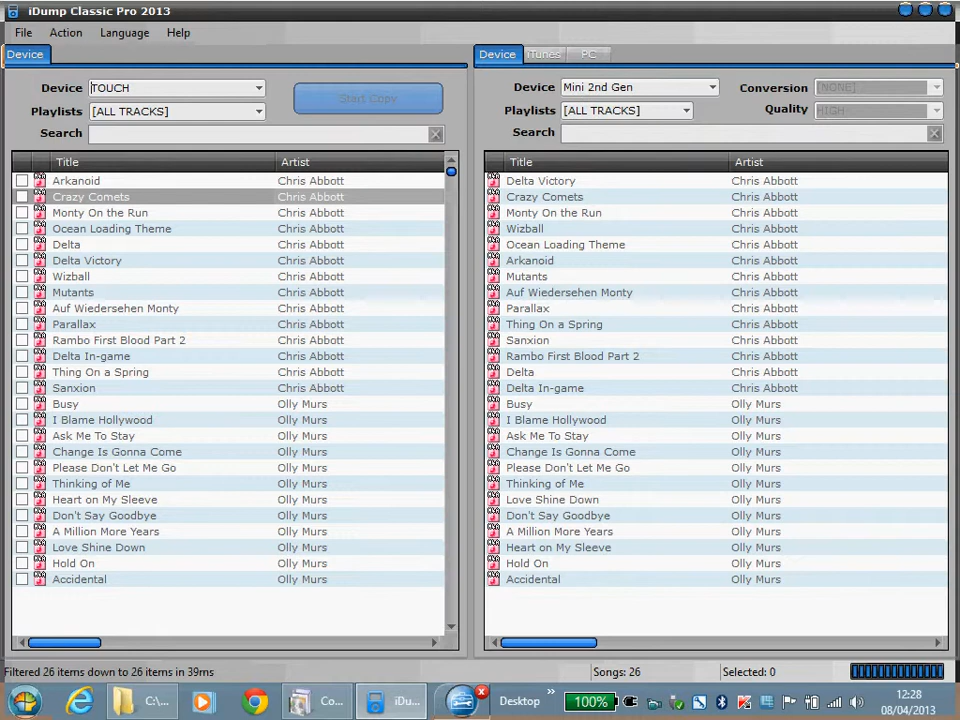 iDump Classic Pro 2013
File Action Language Help
Device
Device TOUCH
Start Copy
Playlists [ALL TRACKS]
Search
Title Artist
Arkanoid Chris Abbott
Crazy Comets Chris Abbott
Monty On the Run Chris Abbott
Ocean Loading Theme Chris Abbott
Delta Chris Abbott
Delta Victory Chris Abbott
Wizball Chris Abbott
Mutants Chris Abbott
Auf Wiedersehen Monty Chris Abbott
Parallax Chris Abbott
Rambo First Blood Part 2 Chris Abbott
Delta In-game Chris Abbott
Thing On a Spring Chris Abbott
Sanxion Chris Abbott
Busy Olly Murs
I Blame Hollywood Olly Murs
Ask Me To Stay Olly Murs
Change Is Gonna Come Olly Murs
Please Don't Let Me Go Olly Murs
Thinking of Me Olly Murs
Heart on My Sleeve Olly Murs
Don't Say Goodbye Olly Murs
A Million More Years Olly Murs
Love Shine Down Olly Murs
Hold On Olly Murs
Accidental Olly Murs
Device iTunes PC
Device Mini 2nd Gen Conversion [NONE]
Playlists [ALL TRACKS] Quality HIGH
Search
Title Artist
Delta Victory Chris Abbott
Crazy Comets Chris Abbott
Monty On the Run Chris Abbott
Wizball Chris Abbott
Ocean Loading Theme Chris Abbott
Arkanoid Chris Abbott
Mutants Chris Abbott
Auf Wiedersehen Monty Chris Abbott
Parallax Chris Abbott
Thing On a Spring Chris Abbott
Sanxion Chris Abbott
Rambo First Blood Part 2 Chris Abbott
Delta Chris Abbott
Delta In-game Chris Abbott
Busy Olly Murs
I Blame Hollywood Olly Murs
Ask Me To Stay Olly Murs
Change Is Gonna Come Olly Murs
Please Don't Let Me Go Olly Murs
Thinking of Me Olly Murs
Love Shine Down Olly Murs
Don't Say Goodbye Olly Murs
A Million More Years Olly Murs
Heart on My Sleeve Olly Murs
Hold On Olly Murs
Accidental Olly Murs
Filtered 26 items down to 26 items in 39ms Songs: 26 Selected: 0
C:\... Co... iDu... Desktop » 100% 12:28
08/04/2013